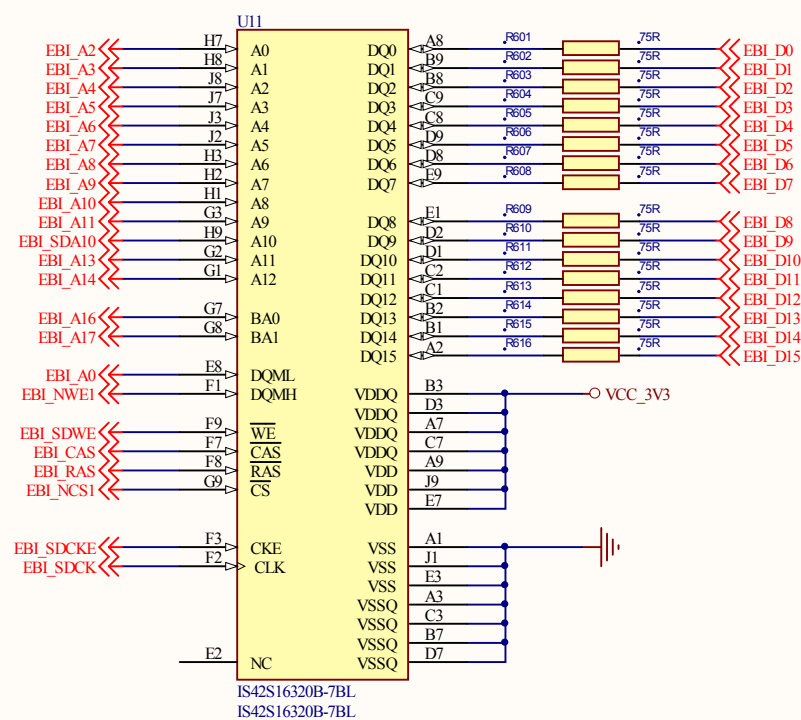 U11
EBI_A2 H7 A0 DQ0 A8 R601 75R EBI_D0
EBI_A3 H8 A1 DQ1 B9 R602 75R EBI_D1
EBI_A4 J8 A2 DQ2 B8 R603 75R EBI_D2
EBI_A5 J7 A3 DQ3 C9 R604 75R EBI_D3
EBI_A6 J3 A4 DQ4 C8 R605 75R EBI_D4
EBI_A7 J2 A5 DQ5 D9 R606 75R EBI_D5
EBI_A8 H3 A6 DQ6 D8 R607 75R EBI_D6
EBI_A9 H2 A7 DQ7 E9 R608 75R EBI_D7
EBI_A10 H1 A8
EBI_A11 G3 A9 DQ8 E1 R609 75R EBI_D8
EBI_SDA10 H9 A10 DQ9 D2 R610 75R EBI_D9
EBI_A13 G2 A11 DQ10 D1 R611 75R EBI_D10
EBI_A14 G1 A12 DQ11 C2 R612 75R EBI_D11
DQ12 C1 R613 75R EBI_D12
EBI_A16 G7 BA0 DQ13 B2 R614 75R EBI_D13
EBI_A17 G8 BA1 DQ14 B1 R615 75R EBI_D14
DQ15 A2 R616 75R EBI_D15
EBI_A0 E8 DQML
EBI_NWE1 F1 DQMH VDDQ B3 VCC_3V3
VDDQ D3
EBI_SDWE F9 WE VDDQ A7
EBI_CAS F7 CAS VDDQ C7
EBI_RAS F8 RAS VDD A9
EBI_NCS1 G9 CS VDD J9
VDD E7
EBI_SDCKE F3 CKE VSS A1
EBI_SDCK F2 CLK VSS J1
VSS E3
VSSQ A3
VSSQ C3
VSSQ B7
E2 NC VSSQ D7
IS42S16320B-7BL
IS42S16320B-7BL